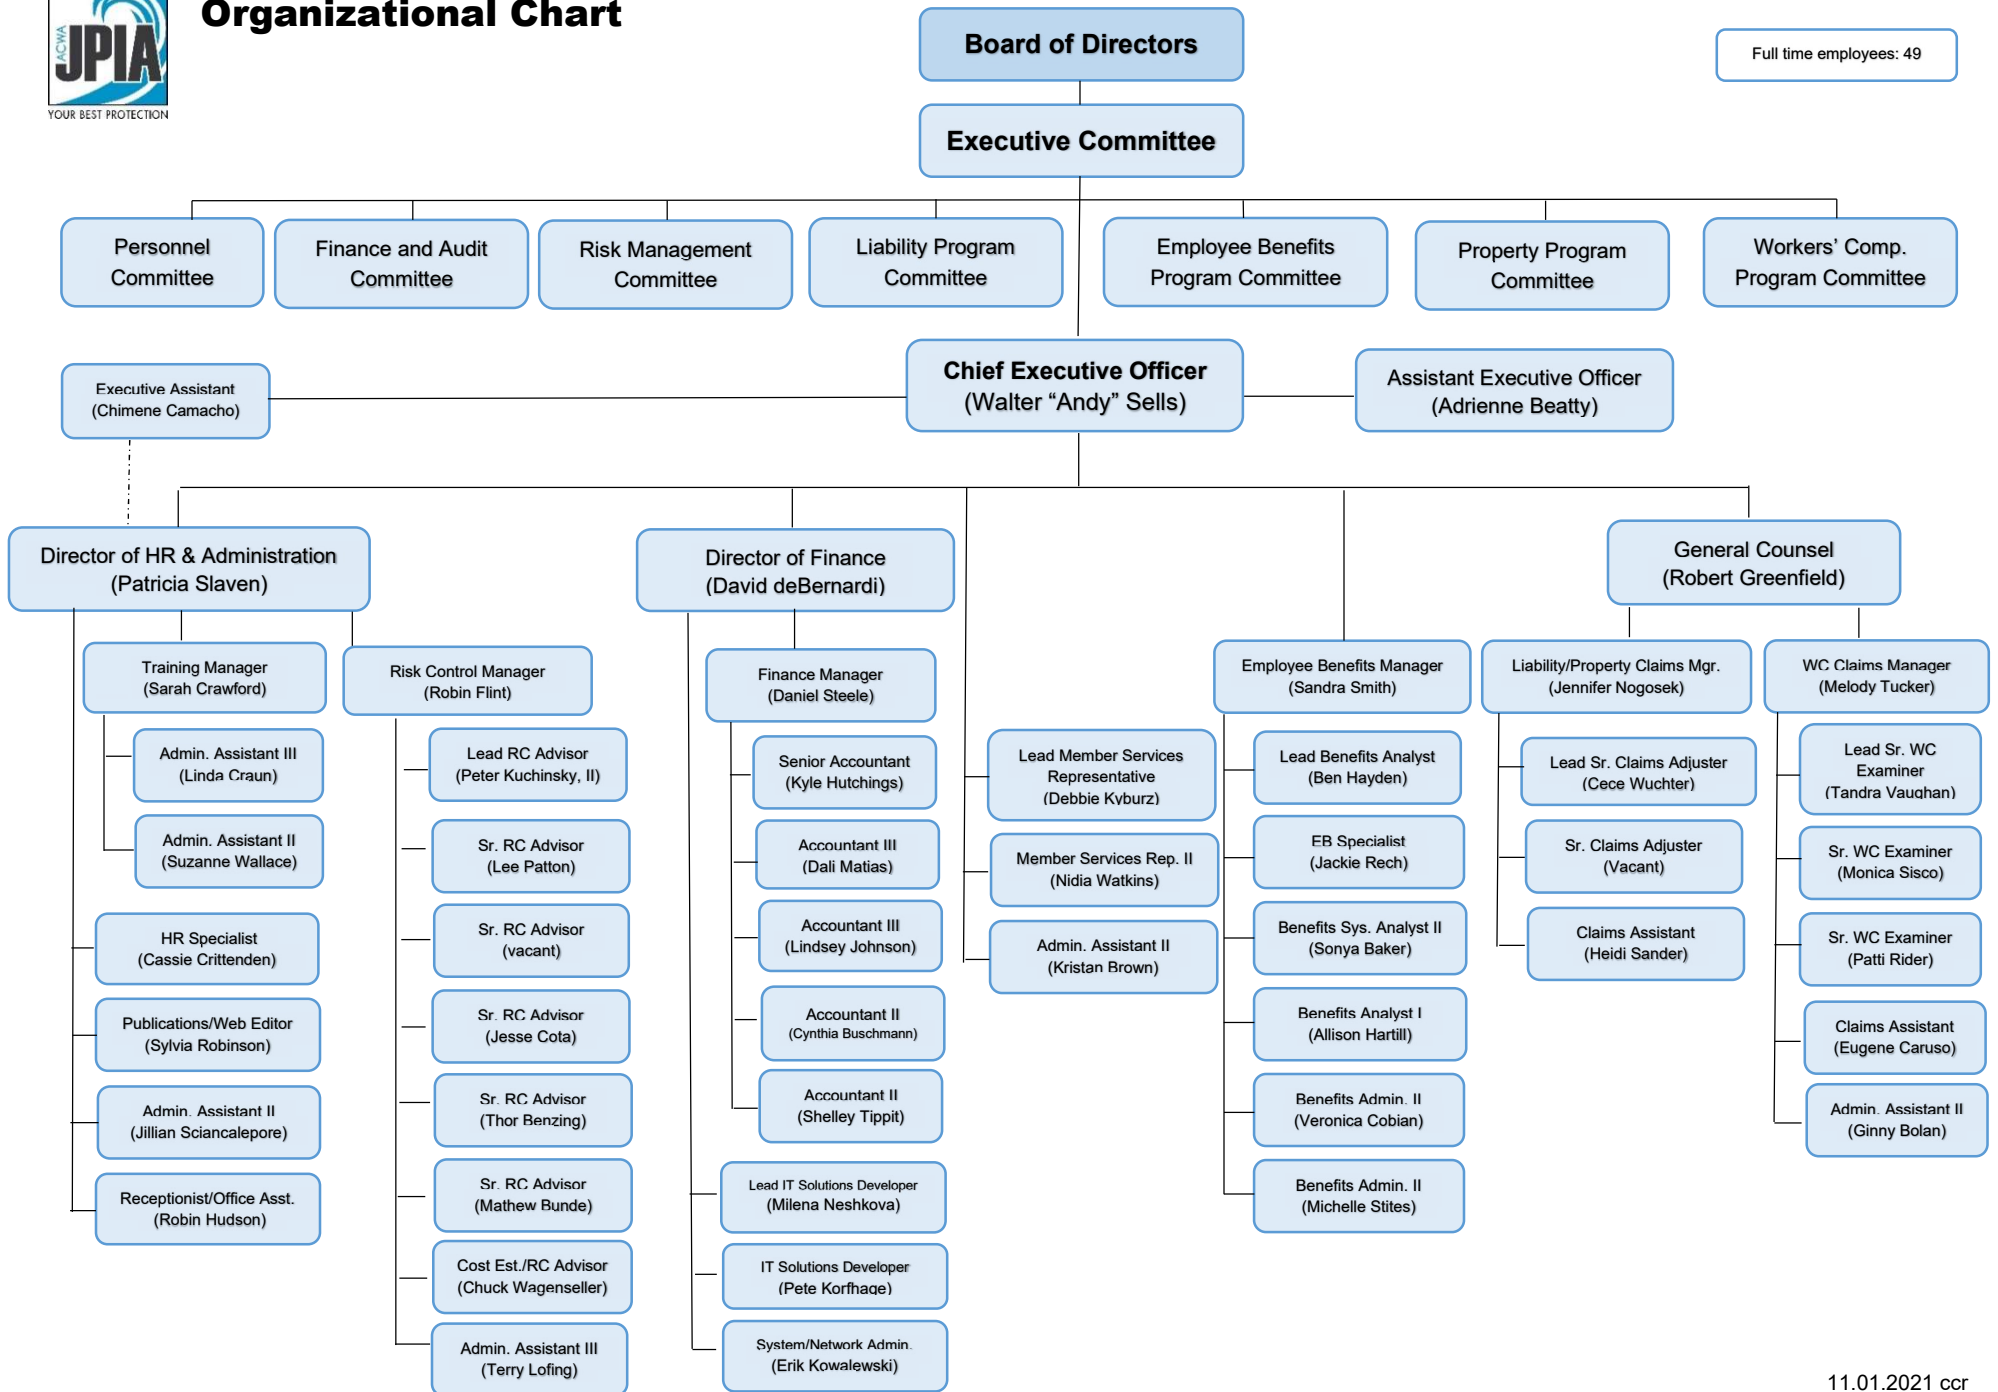 Organizational Chart
ACWA
JPIA
YOUR BEST PROTECTION
Board of Directors
Full time employees: 49
Executive Committee
Personnel
Committee
Finance and Audit
Committee
Risk Management
Committee
Liability Program
Committee
Employee Benefits
Program Committee
Property Program
Committee
Workers’ Comp.
Program Committee
Executive Assistant
(Chimene Camacho)
Chief Executive Officer
(Walter “Andy” Sells)
Assistant Executive Officer
(Adrienne Beatty)
Director of HR & Administration
(Patricia Slaven)
Director of Finance
(David deBernardi)
General Counsel
(Robert Greenfield)
Training Manager
(Sarah Crawford)
Admin. Assistant III
(Linda Craun)
Admin. Assistant II
(Suzanne Wallace)
HR Specialist
(Cassie Crittenden)
Publications/Web Editor
(Sylvia Robinson)
Admin. Assistant II
(Jillian Sciancalepore)
Receptionist/Office Asst.
(Robin Hudson)
Risk Control Manager
(Robin Flint)
Lead RC Advisor
(Peter Kuchinsky, II)
Sr. RC Advisor
(Lee Patton)
Sr. RC Advisor
(vacant)
Sr. RC Advisor
(Jesse Cota)
Sr. RC Advisor
(Thor Benzing)
Sr. RC Advisor
(Mathew Bunde)
Cost Est./RC Advisor
(Chuck Wagenseller)
Admin. Assistant III
(Terry Lofing)
Finance Manager
(Daniel Steele)
Senior Accountant
(Kyle Hutchings)
Accountant III
(Dali Matias)
Accountant III
(Lindsey Johnson)
Accountant II
(Cynthia Buschmann)
Accountant II
(Shelley Tippit)
Lead IT Solutions Developer
(Milena Neshkova)
IT Solutions Developer
(Pete Korfhage)
System/Network Admin.
(Erik Kowalewski)
Lead Member Services
Representative
(Debbie Kyburz)
Member Services Rep. II
(Nidia Watkins)
Admin. Assistant II
(Kristan Brown)
Employee Benefits Manager
(Sandra Smith)
Lead Benefits Analyst
(Ben Hayden)
EB Specialist
(Jackie Rech)
Benefits Sys. Analyst II
(Sonya Baker)
Benefits Analyst I
(Allison Hartill)
Benefits Admin. II
(Veronica Cobian)
Benefits Admin. II
(Michelle Stites)
Liability/Property Claims Mgr.
(Jennifer Nogosek)
Lead Sr. Claims Adjuster
(Cece Wuchter)
Sr. Claims Adjuster
(Vacant)
Claims Assistant
(Heidi Sander)
WC Claims Manager
(Melody Tucker)
Lead Sr. WC
Examiner
(Tandra Vaughan)
Sr. WC Examiner
(Monica Sisco)
Sr. WC Examiner
(Patti Rider)
Claims Assistant
(Eugene Caruso)
Admin. Assistant II
(Ginny Bolan)
11.01.2021 ccr